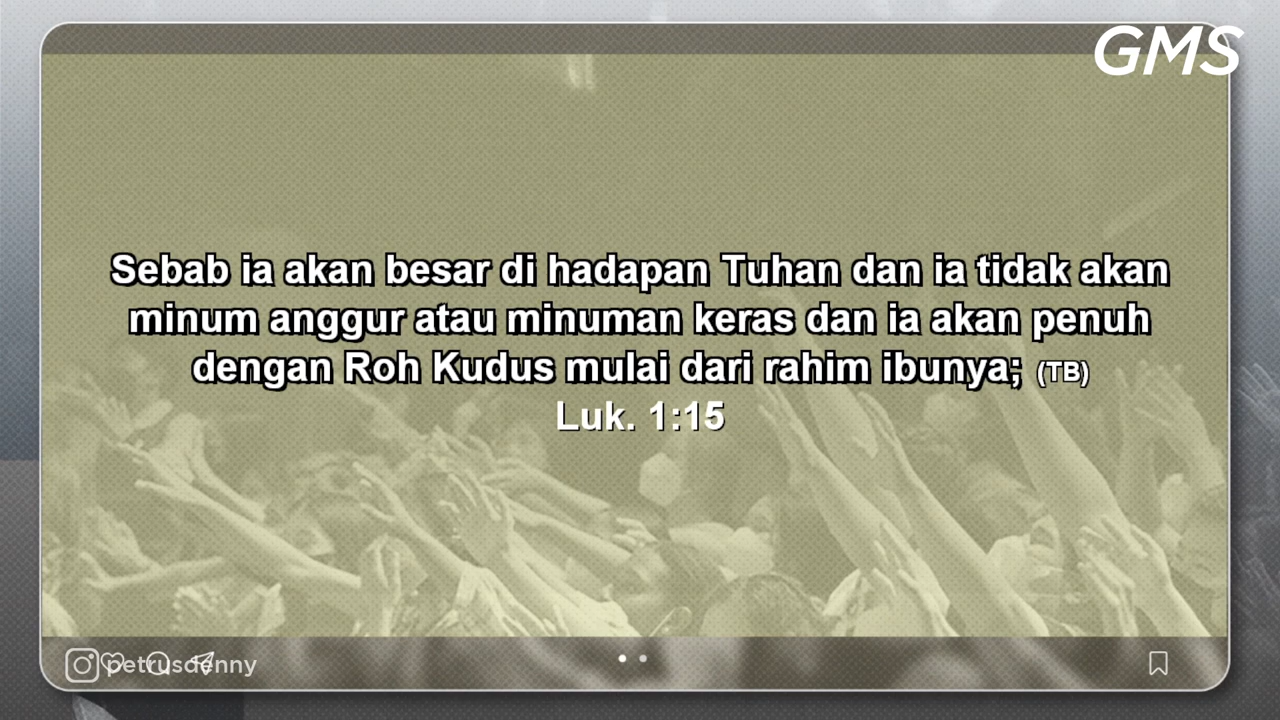 GMS
Sebab ia akan besar di hadapan Tuhan dan ia tidak akan
minum anggur atau minuman keras dan ia akan penuh
dengan Roh Kudus mulai dari rahim ibunya; (TB)
Luk. 1:15
petrusdenny